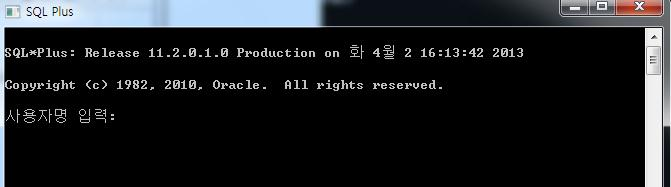 SQL Plus
SQL*Plus: Release 11.2.0.1.0 Production on 화 4월 2 16:13:42 2013
Copyright (c) 1982, 2010, Oracle.  All rights reserved.
사용자명 입력: